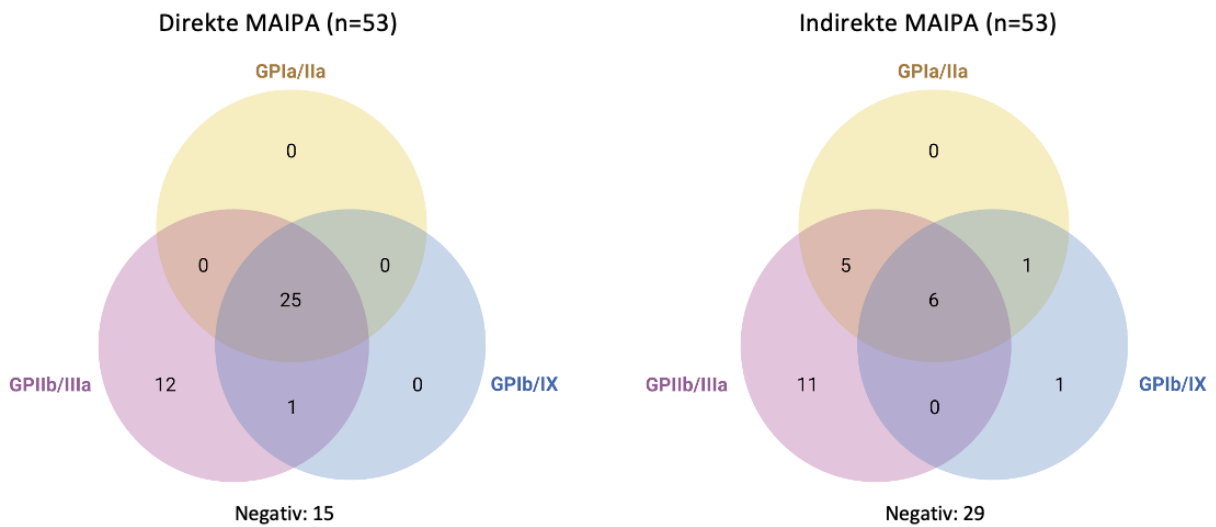 Direkte MAIPA (n=53)
GPIa/IIa
0
0
0
25
GPIIb/IIIa
12
0
GPIb/IX
1
Negativ: 15
Indirekte MAIPA (n=53)
GPIa/IIa
0
5
1
6
GPIIb/IIIa
11
1
GPIb/IX
0
Negativ: 29